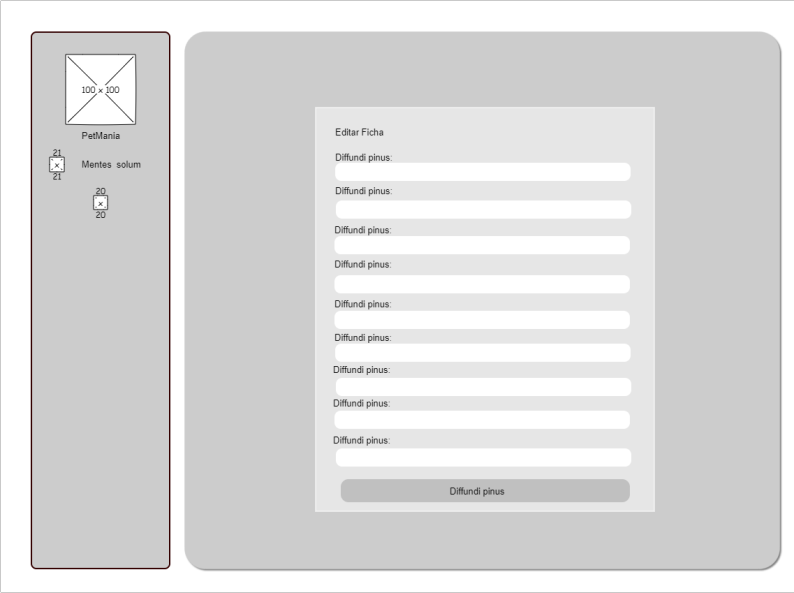 100 x 100
PetMania
21
x
21
Mentes solum
20
x
20
Editar Ficha
Diffundi pinus:
Diffundi pinus:
Diffundi pinus:
Diffundi pinus:
Diffundi pinus:
Diffundi pinus:
Diffundi pinus:
Diffundi pinus:
Diffundi pinus:
Diffundi pinus